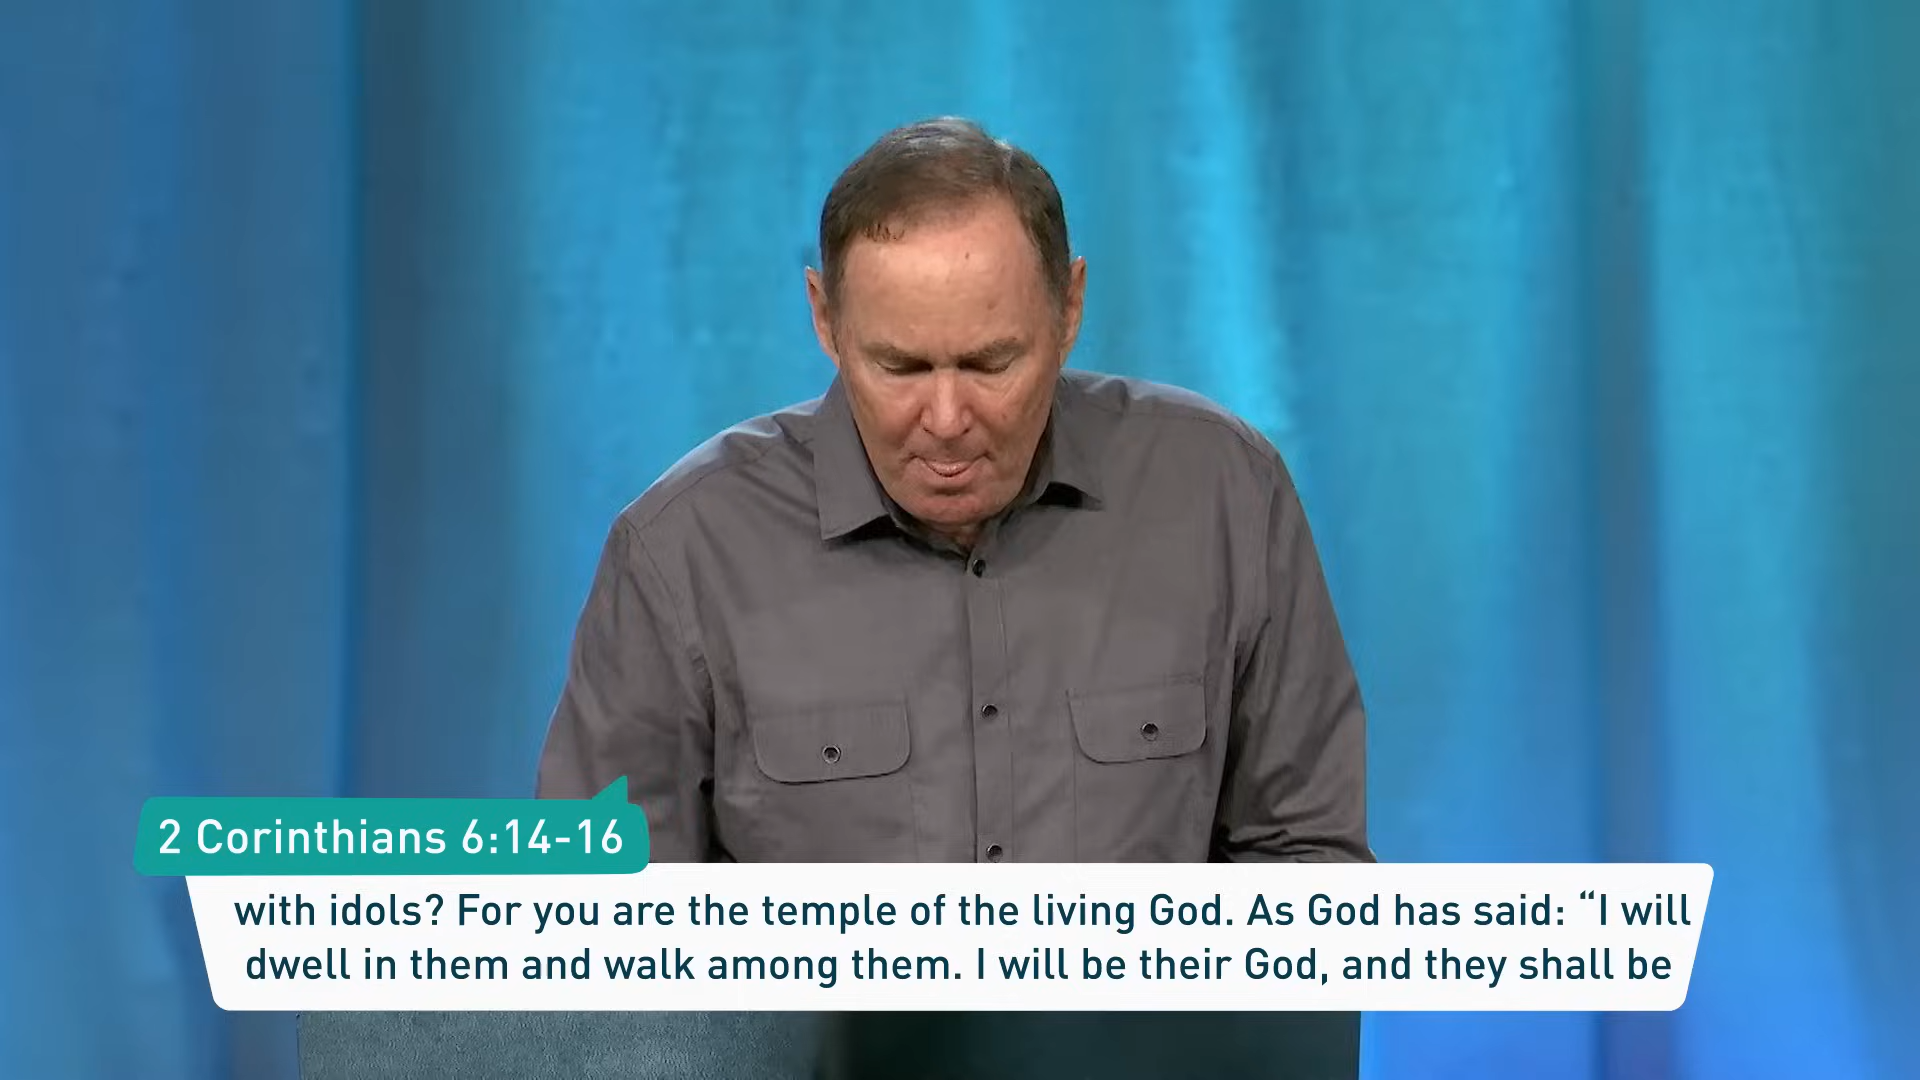 2 Corinthians 6:14-16
with idols? For you are the temple of the living God. As God has said: “I will
dwell in them and walk among them. I will be their God, and they shall be